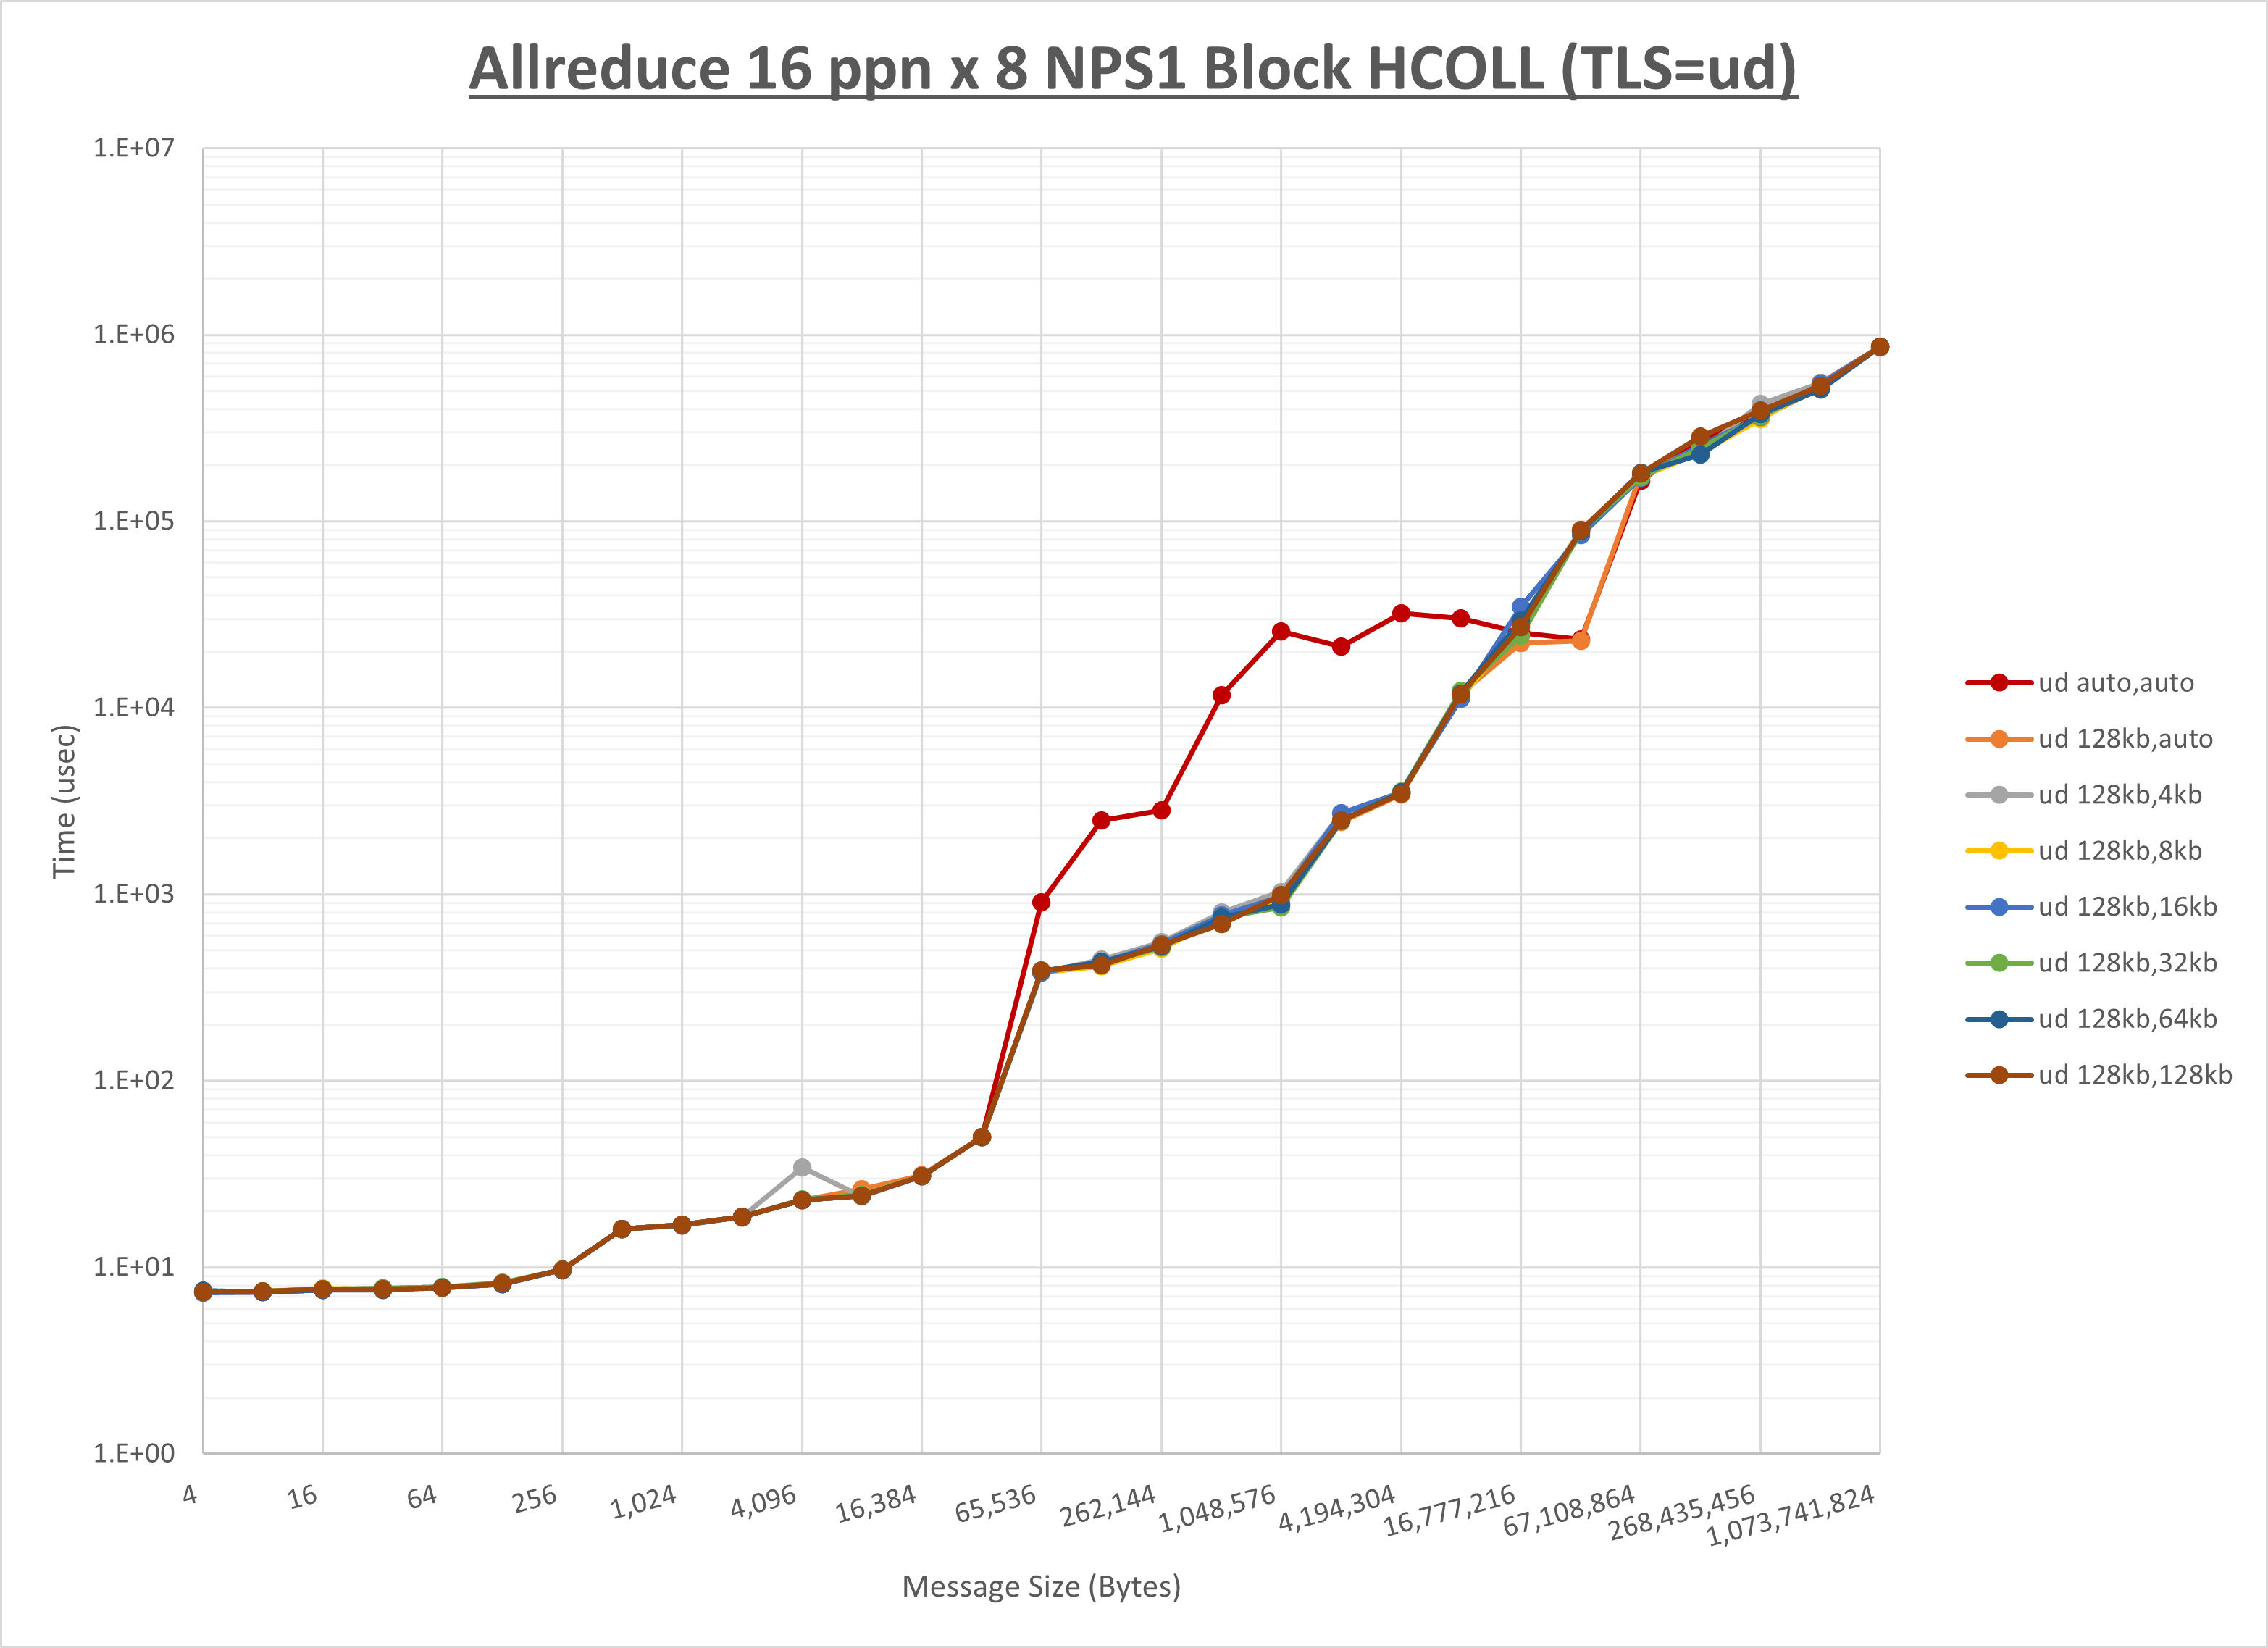 Allreduce 16 ppn x 8 NPS1 Block HCOLL (TLS=ud)
1.E+07
1.E+06
1.E+05
1.E+04
1.E+03
1.E+02
1.E+01
1.E+00
Time (usec)
4
16
64
256
1,024
4,096
16,384
65,536
262,144
1,048,576
4,194,304
16,777,216
67,108,864
268,435,456
1,073,741,824
Message Size (Bytes)
ud auto,auto
ud 128kb,auto
ud 128kb,4kb
ud 128kb,8kb
ud 128kb,16kb
ud 128kb,32kb
ud 128kb,64kb
ud 128kb,128kb